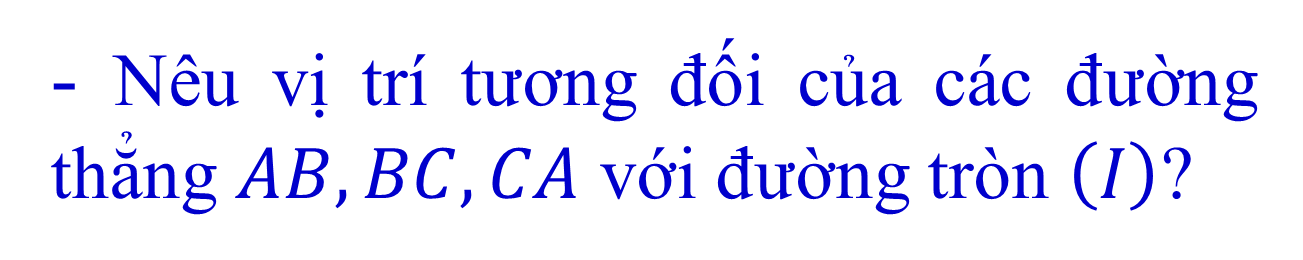 - Nêu vị trí tương đối của các đường
thẳng AB, BC, CA với đường tròn (I)?